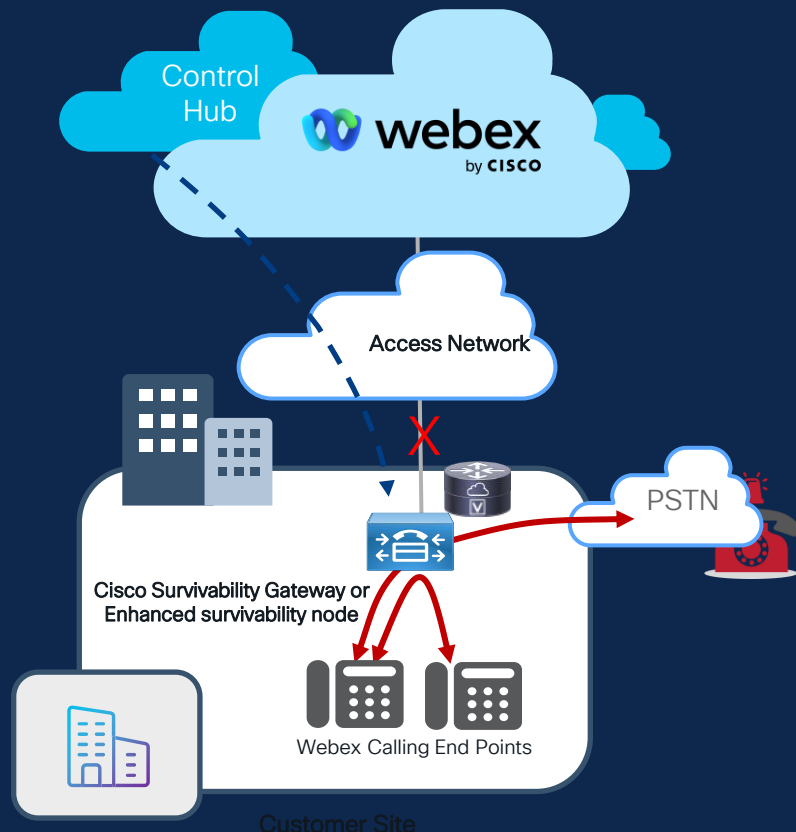 Control
Hub
webex
by CISCO
Access Network
X
PSTN
V
Cisco Survivability Gateway or
Enhanced survivability node
Webex Calling End Points
Customer Site